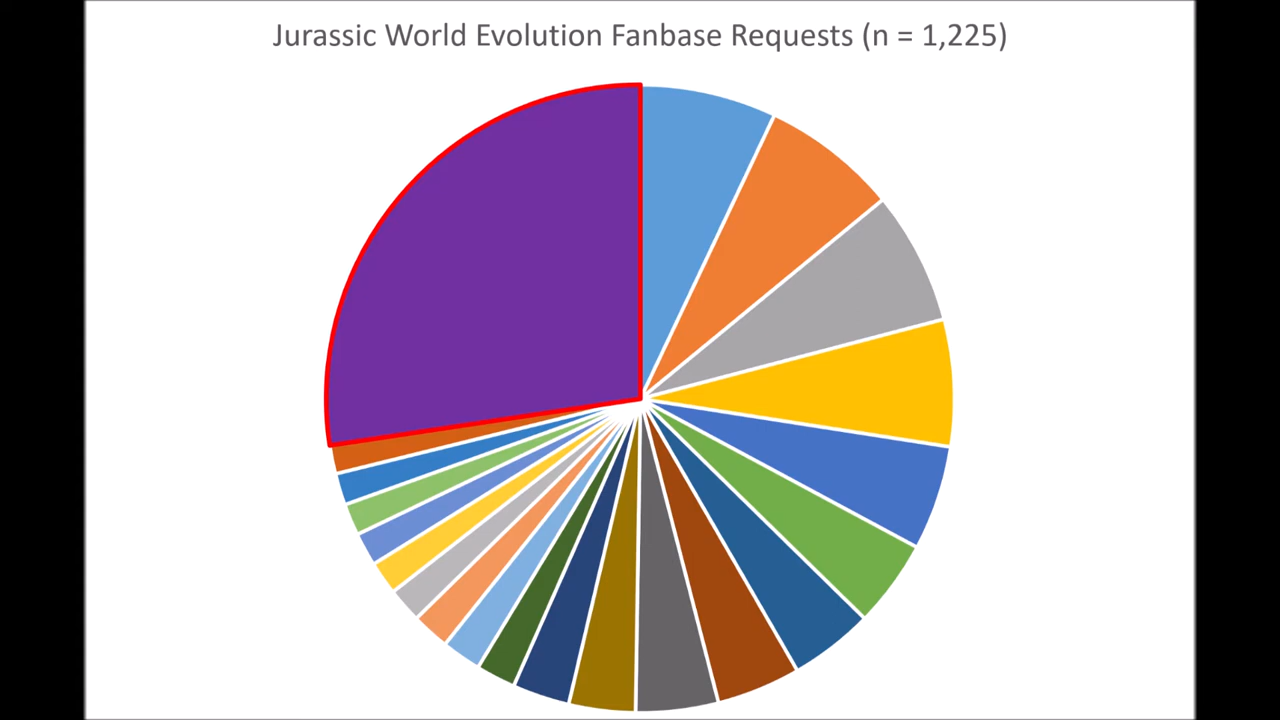 Jurassic World Evolution Fanbase Requests (n = 1,225)